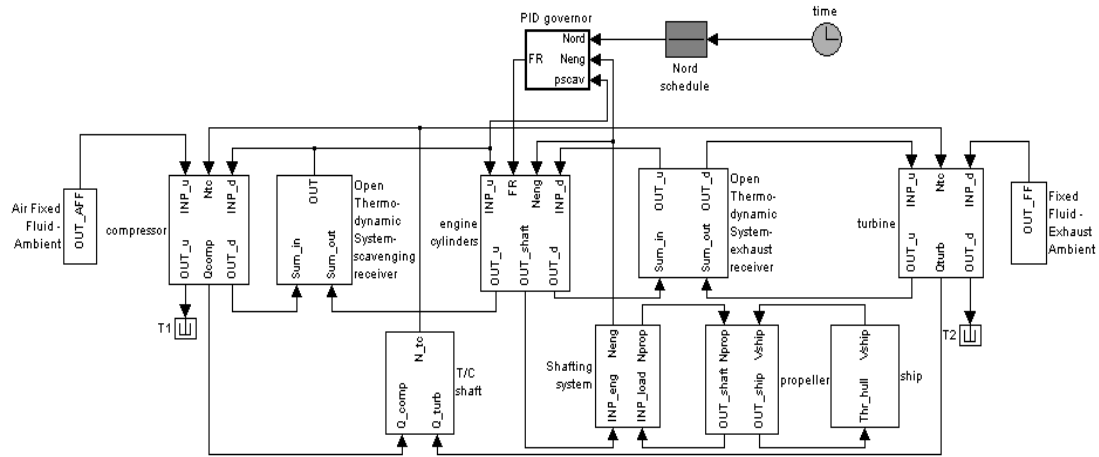 PID governor
time
Nord
FR
Neng
pscav
Nord
schedule
Air Fixed
Fluid -
Ambient
OUT_AFF
compressor
INP_u
Ntc
INP_d
OUT_u
Qcomp
OUT_d
T1
OUT
Sum_in
Sum_out
Open
Thermo-
dynamic
System-
scavenging
receiver
engine
cylinders
INP_u
FR
Neng
INP_d
OUT_u
OUT_shaft
OUT_d
OUT_u
OUT_d
Sum_in
Sum_out
Open
Thermo-
dynamic
System-
exhaust
receiver
turbine
INP_u
Ntc
INP_d
OUT_u
Qturb
OUT_d
T2
OUT_FF
Fixed
Fluid -
Exhaust
Ambient
N_tc
Q_comp
Q_turb
T/C
shaft
Shafting
system
Neng
Nprop
INP_eng
INP_load
Nprop
Vship
OUT_shaft
OUT_ship
propeller
Vship
Thr_hull
ship